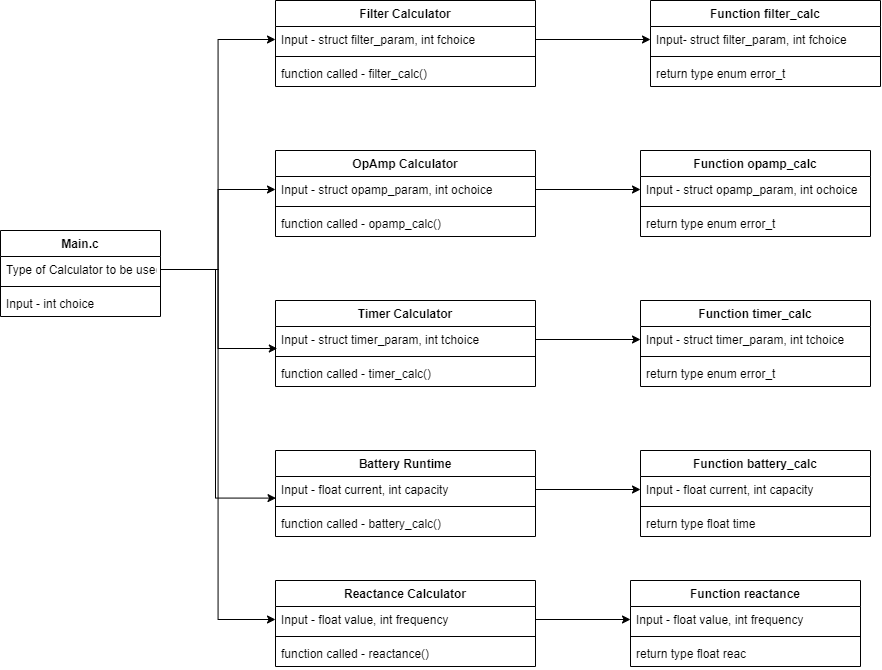 Filter Calculator
Input - struct filter_param, int fchoice
function called - filter_calc()
Function filter_calc
Input- struct filter_param, int fchoice
return type enum error_t
OpAmp Calculator
Input - struct opamp_param, int ochoice
function called - opamp_calc()
Function opamp_calc
Input - struct opamp_param, int ochoice
return type enum error_t
Main.c
Type of Calculator to be use
Input - int choice
Timer Calculator
Input - struct timer_param, int tchoice
function called - timer_calc()
Function timer_calc
Input - struct timer_param, int tchoice
return type enum error_t
Battery Runtime
Input - float current, int capacity
function called - battery_calc()
Function battery_calc
Input - float current, int capacity
return type float time
Reactance Calculator
Input - float value, int frequency
function called - reactance()
Function reactance
Input - float value, int frequency
return type float reac